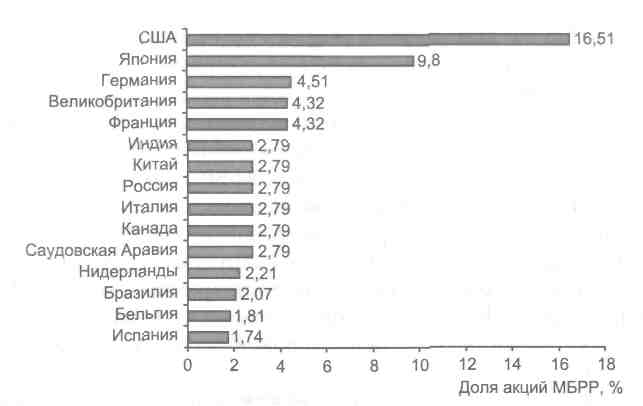 США 16,51
Япония 9,8
Германия 4,51
Великобритания 4,32
Франция 4,32
Индия 2,79
Китай 2,79
Россия 2,79
Италия 2,79
Канада 2,79
Саудовская Аравия 2,79
Нидерланды 2,21
Бразилия 2,07
Бельгия 1,81
Испания 1,74
0 2 4 6 8 10 12 14 16 18
Доля акций МБРР, %